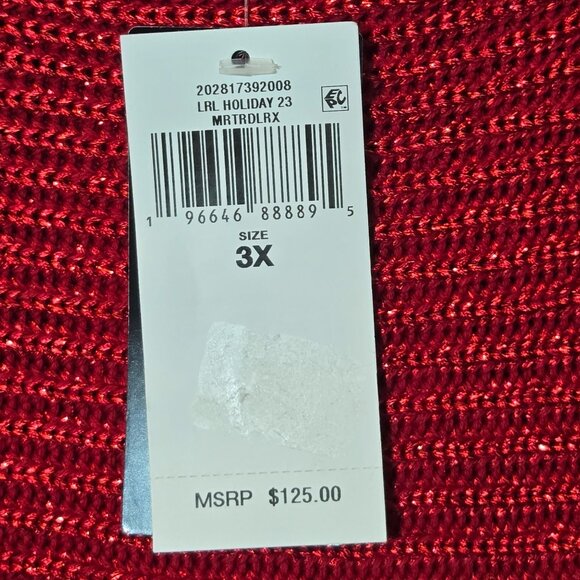 202817392008
LRL HOLIDAY 23
MRTRDLRX
1 96646 88889 5
SIZE
3X
MSRP $125.00